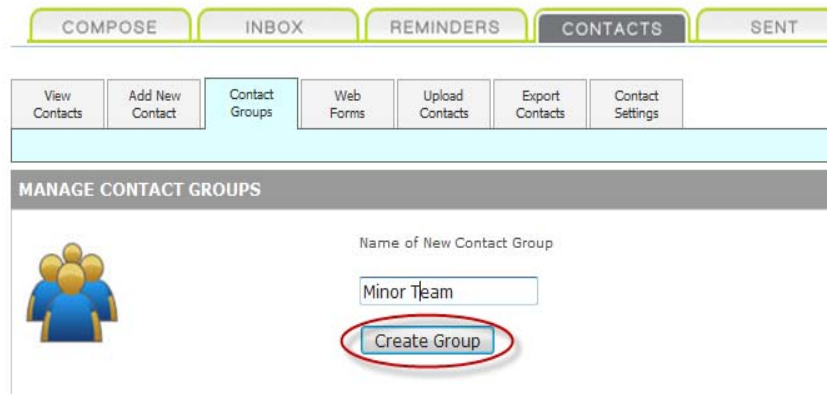 COMPOSE INBOX REMINDERS CONTACTS SENT
View Contacts
Add New Contact
Contact Groups
Web Forms
Upload Contacts
Export Contacts
Contact Settings
MANAGE CONTACT GROUPS
Name of New Contact Group
Minor Team
Create Group